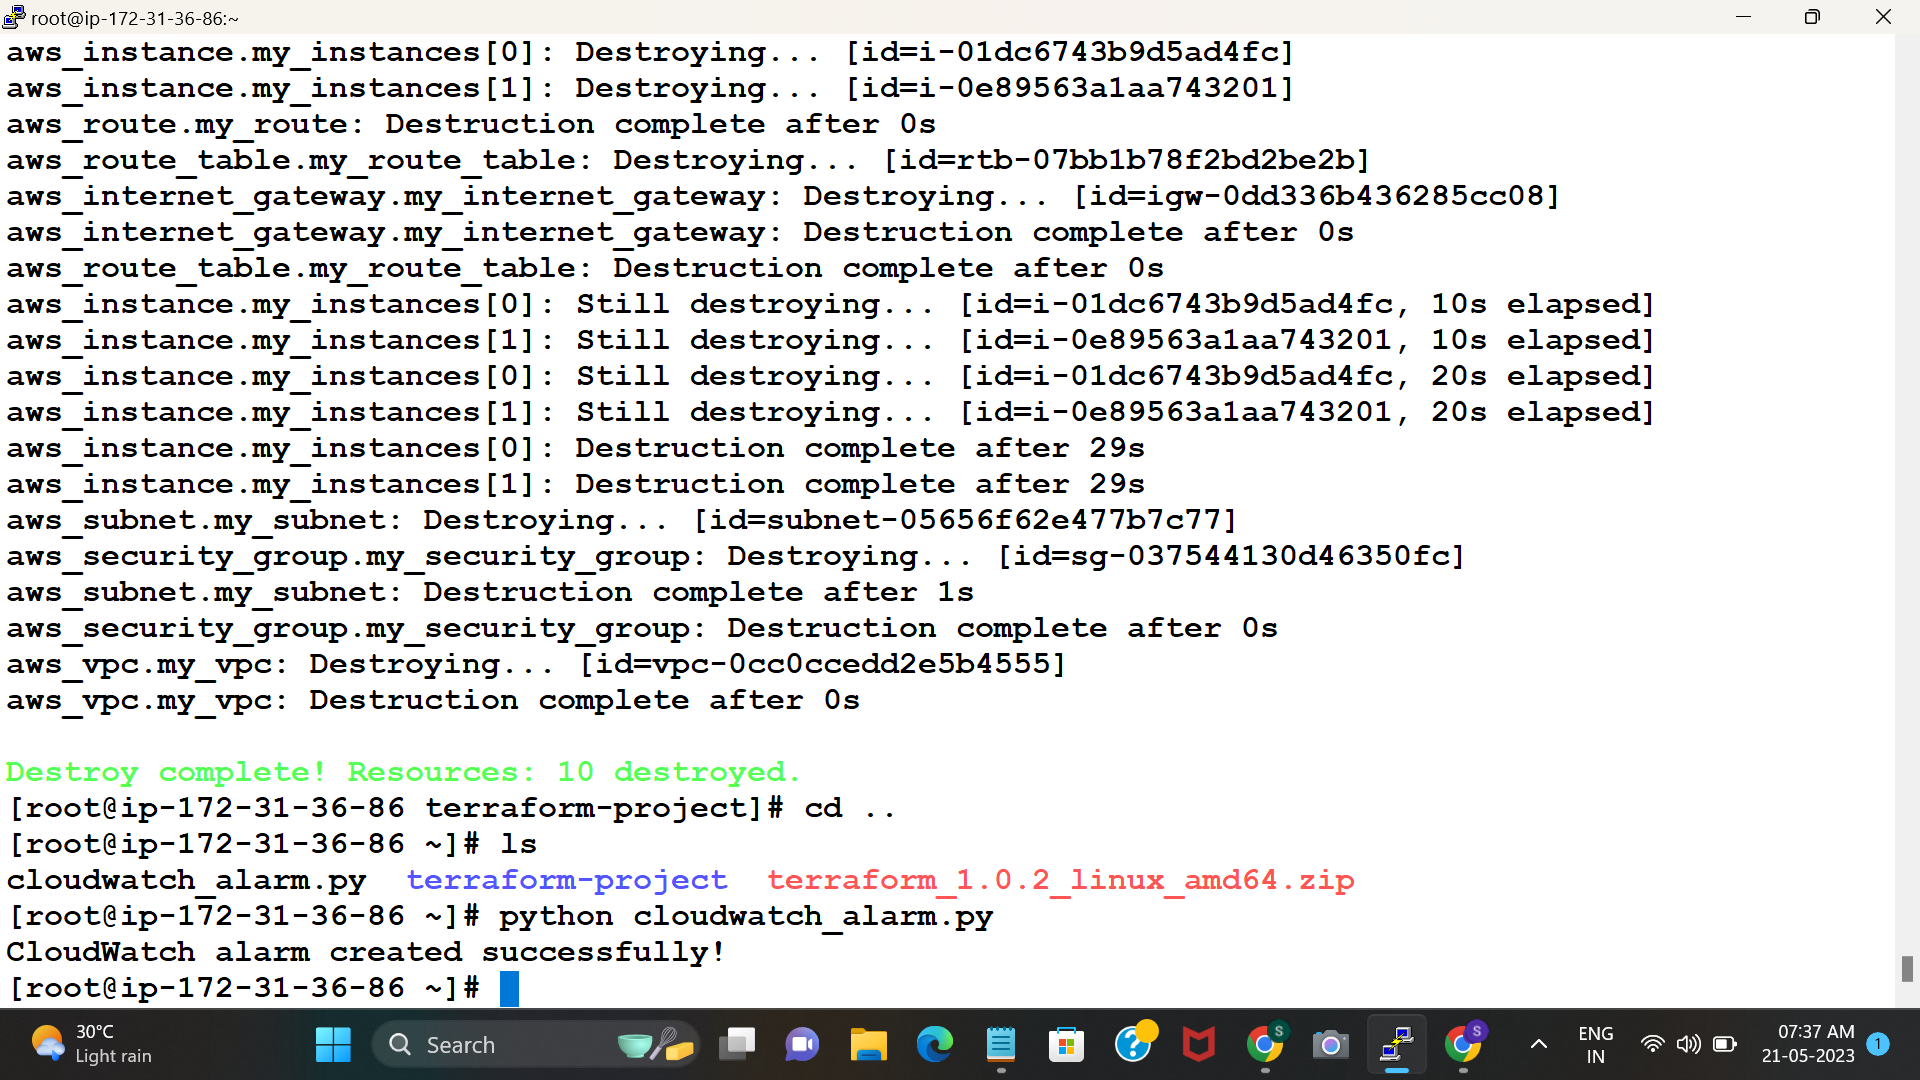 root@ip-172-31-36-86:~
aws_instance.my_instances[0]: Destroying... [id=i-01dc6743b9d5ad4fc]
aws_instance.my_instances[1]: Destroying... [id=i-0e89563a1aa743201]
aws_route.my_route: Destruction complete after 0s
aws_route_table.my_route_table: Destroying... [id=rtb-07bb1b78f2bd2be2b]
aws_internet_gateway.my_internet_gateway: Destroying... [id=igw-0dd336b436285cc08]
aws_internet_gateway.my_internet_gateway: Destruction complete after 0s
aws_route_table.my_route_table: Destruction complete after 0s
aws_instance.my_instances[0]: Still destroying... [id=i-01dc6743b9d5ad4fc, 10s elapsed]
aws_instance.my_instances[1]: Still destroying... [id=i-0e89563a1aa743201, 10s elapsed]
aws_instance.my_instances[0]: Still destroying... [id=i-01dc6743b9d5ad4fc, 20s elapsed]
aws_instance.my_instances[1]: Still destroying... [id=i-0e89563a1aa743201, 20s elapsed]
aws_instance.my_instances[0]: Destruction complete after 29s
aws_instance.my_instances[1]: Destruction complete after 29s
aws_subnet.my_subnet: Destroying... [id=subnet-05656f62e477b7c77]
aws_security_group.my_security_group: Destroying... [id=sg-037544130d46350fc]
aws_subnet.my_subnet: Destruction complete after 1s
aws_security_group.my_security_group: Destruction complete after 0s
aws_vpc.my_vpc: Destroying... [id=vpc-0cc0ccedd2e5b4555]
aws_vpc.my_vpc: Destruction complete after 0s
Destroy complete! Resources: 10 destroyed.
[root@ip-172-31-36-86 terraform-project]# cd ..
[root@ip-172-31-36-86 ~]# ls
cloudwatch_alarm.py  terraform-project  terraform_1.0.2_linux_amd64.zip
[root@ip-172-31-36-86 ~]# python cloudwatch_alarm.py
CloudWatch alarm created successfully!
[root@ip-172-31-36-86 ~]#
30°C
Light rain
Search
S
S
ENG
IN
07:37 AM
21-05-2023
1